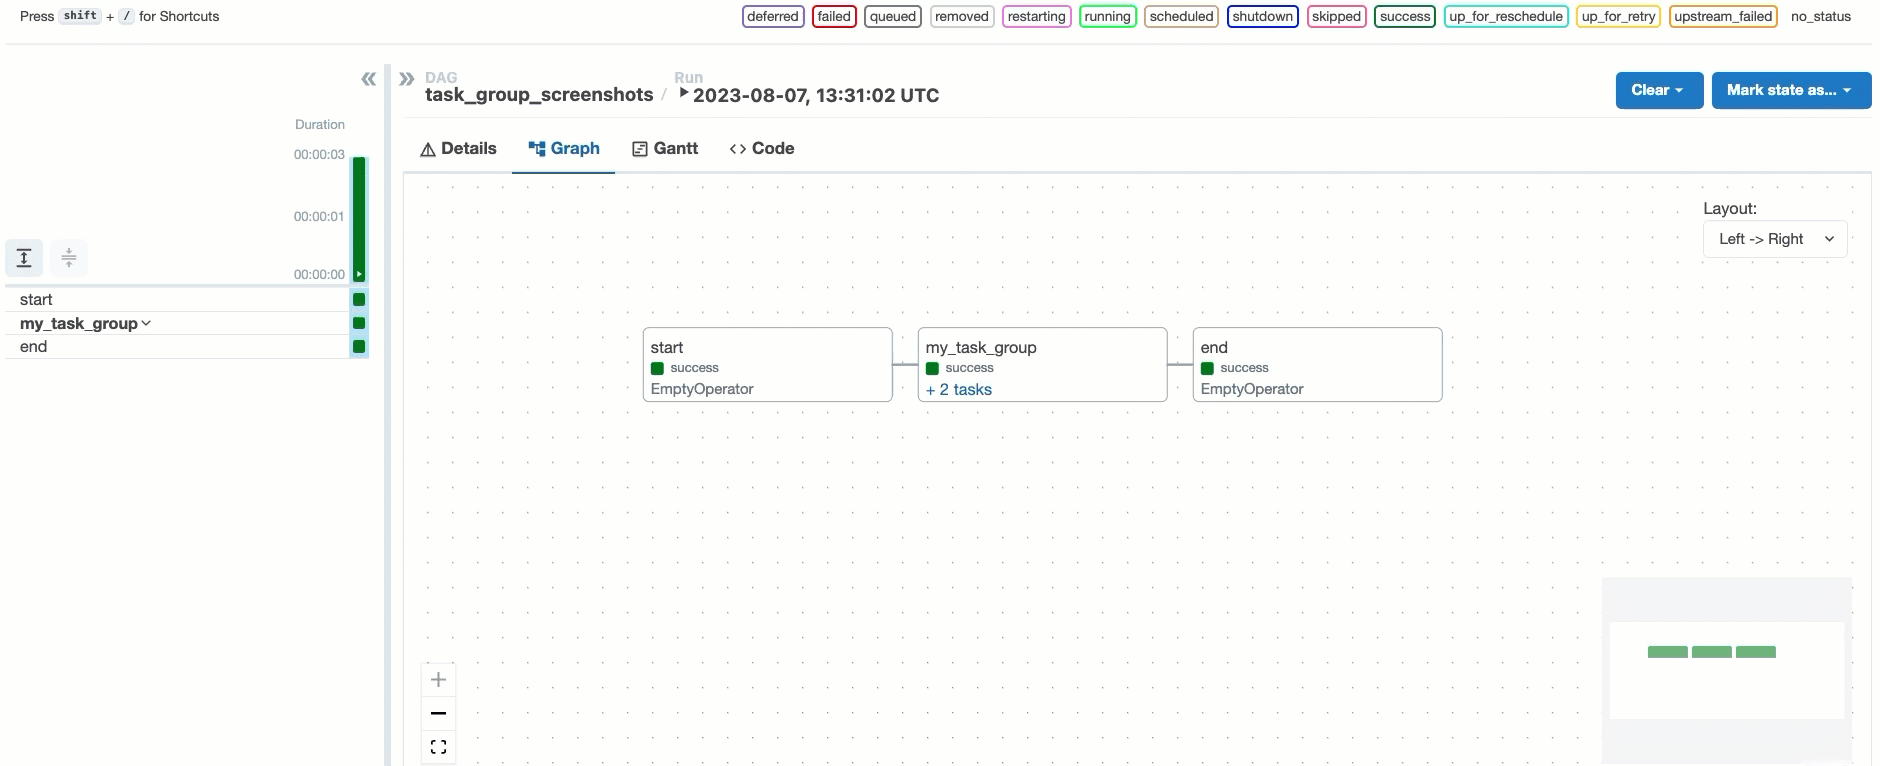 Press shift + / for Shortcuts
deferred failed queued removed restarting running scheduled shutdown skipped success up_for_reschedule up_for_retry upstream_failed no_status
DAG
task_group_screenshots /
Run
2023-08-07, 13:31:02 UTC
Clear
Mark state as...
Details Graph Gantt Code
Duration
00:00:03
00:00:01
00:00:00
start
my_task_group
end
Layout:
Left -> Right
start
success
EmptyOperator
my_task_group
success
+ 2 tasks
end
success
EmptyOperator